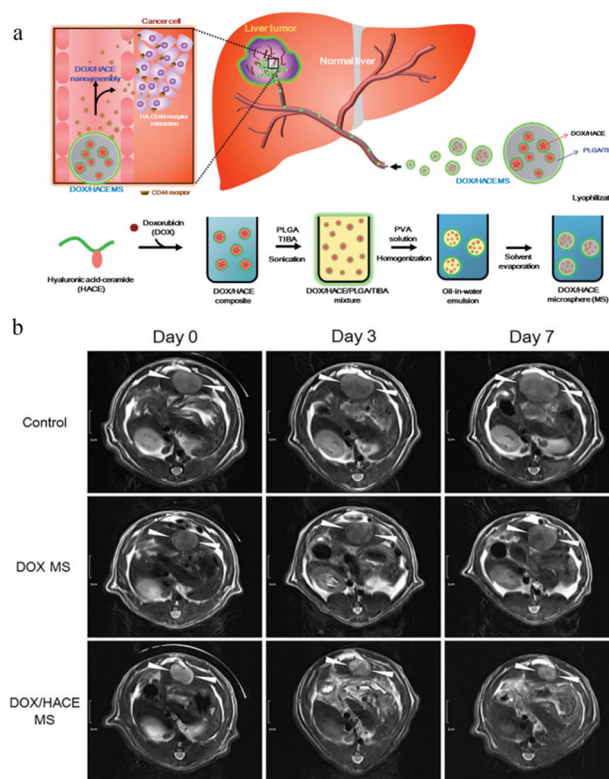 a
Liver tumor
Cancer cell
Normal liver
DOX/HACE
nanoassembly
HA-CD44 receptor
interaction
DOX/HACE
PLGA/
DOX/HACE MS
DOX/HACE MS
CD44 receptor
Doxorubicin
(DOX)
PLGA
TIBA
Sonication
PVA
solution
Homogenization
Solvent
evaporation
Hyaluronic acid-ceramide
(HACE)
DOX/HACE
composite
DOX/HACE/PLGA/TIBA
mixture
Oil-in-water
emulsion
DOX/HACE
microsphere (MS)
b
Day 0
Day 3
Day 7
Control
DOX MS
DOX/HACE
MS